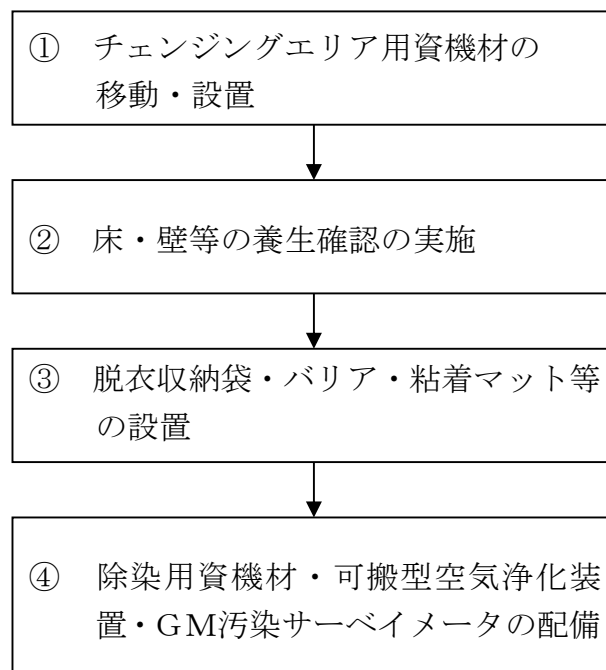 ① チェンジングエリア用資機材の
移動・設置
② 床・壁等の養生確認の実施
③ 脱衣収納袋・バリア・粘着マット等
の設置
④ 除染用資機材・可搬型空気浄化装
置・GM汚染サーベイメータの配備